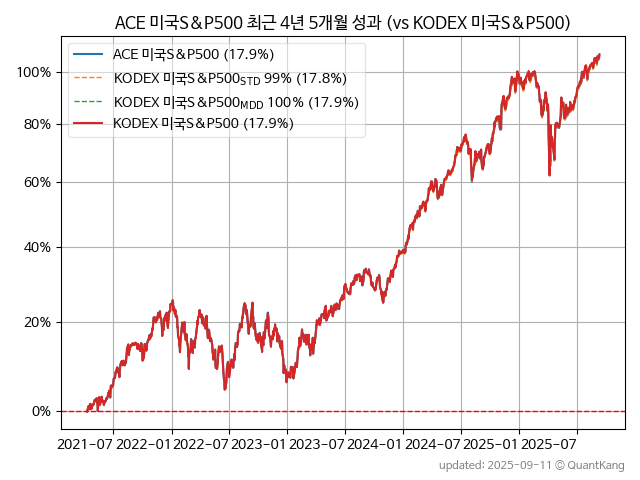 ACE 미국S&P500 최근 4년 5개월 성과 (vs KODEX 미국S&P500)
ACE 미국S&P500 (17.9%)
KODEX 미국S&P500STD 99% (17.8%)
KODEX 미국S&P500MDD 100% (17.9%)
KODEX 미국S&P500 (17.9%)
100%
80%
60%
40%
20%
0%
2021-07 2022-01 2022-07 2023-01 2023-07 2024-01 2024-07 2025-01 2025-07
updated: 2025-09-11 © QuantKang